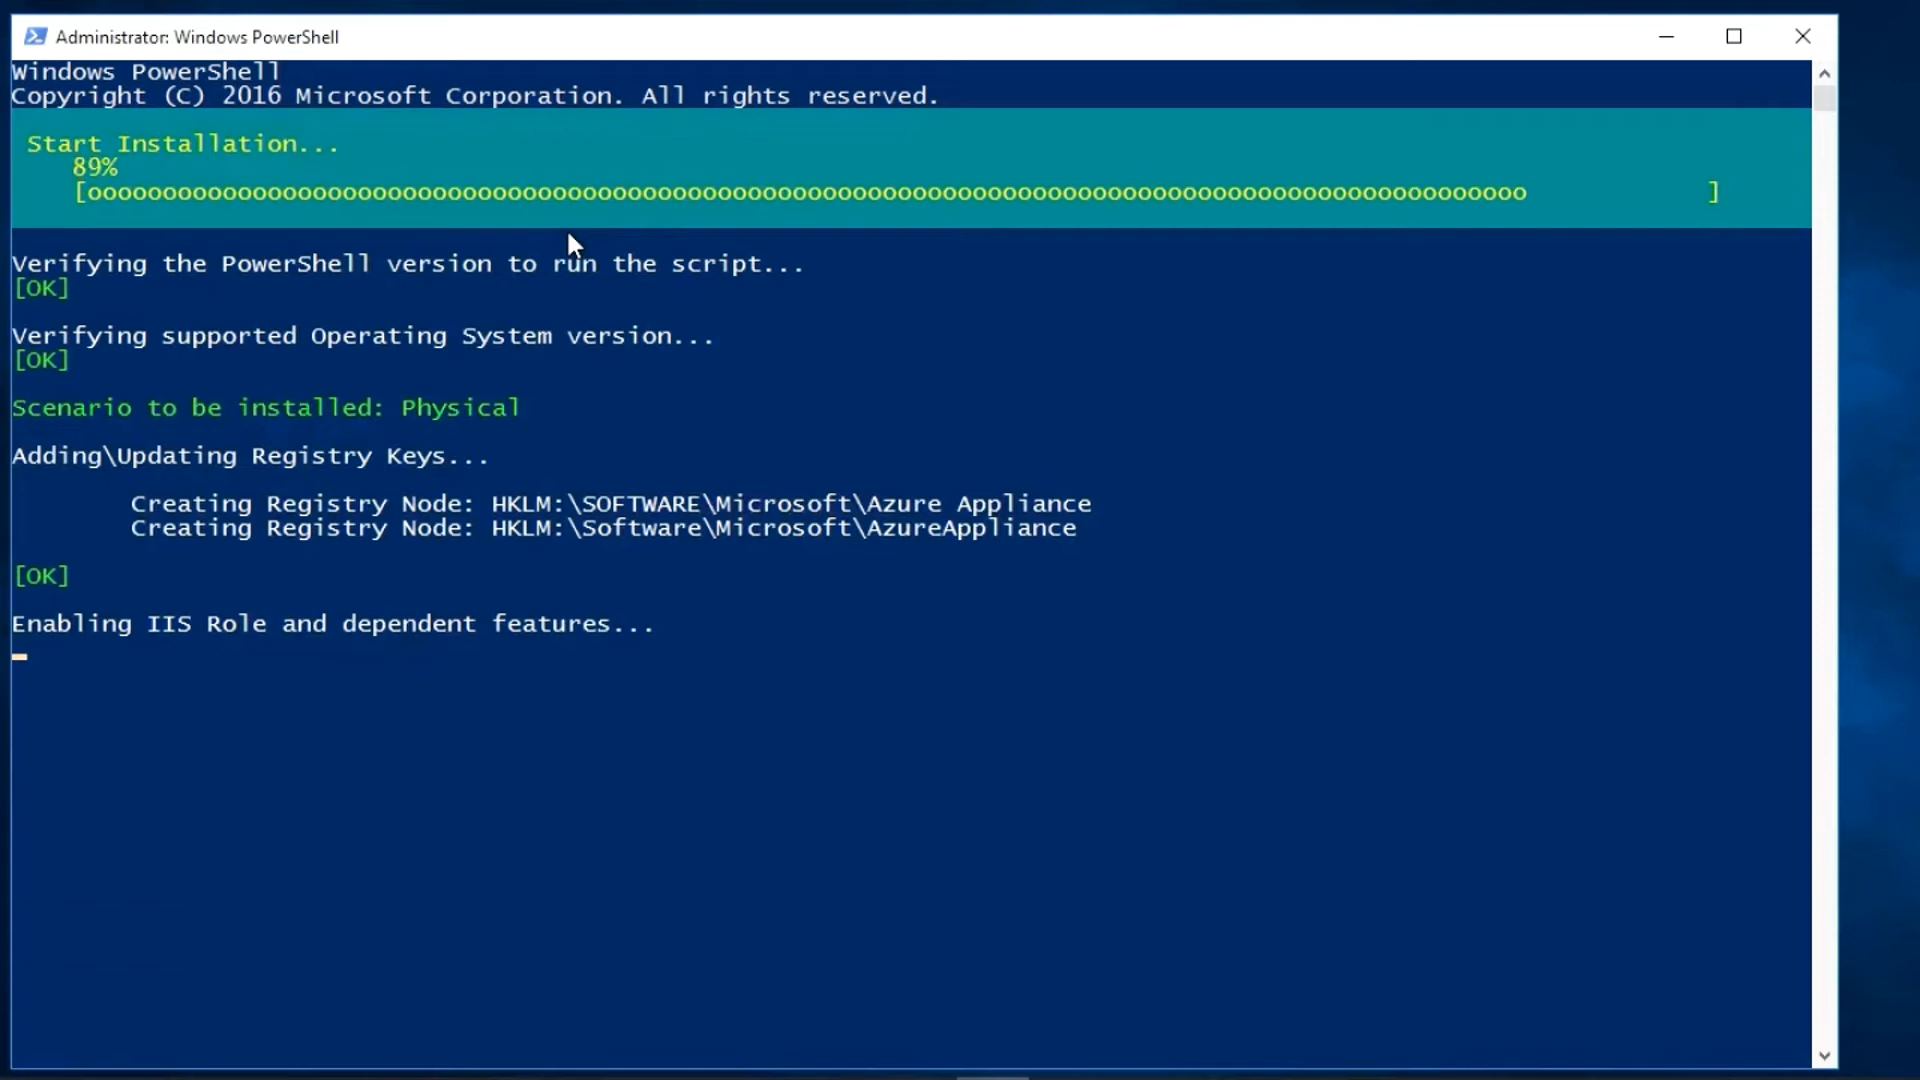 Administrator: Windows PowerShell
Windows PowerShell
Copyright (C) 2016 Microsoft Corporation. All rights reserved.
Start Installation...
89%
[oooooooooooooooooooooooooooooooooooooooooooooooooooooooooooooooooooooooooooooooooooooooooooooooo            ]
Verifying the PowerShell version to run the script...
[OK]
Verifying supported Operating System version...
[OK]
Scenario to be installed: Physical
Adding\Updating Registry Keys...
Creating Registry Node: HKLM:\SOFTWARE\Microsoft\Azure Appliance
Creating Registry Node: HKLM:\Software\Microsoft\AzureAppliance
[OK]
Enabling IIS Role and dependent features...